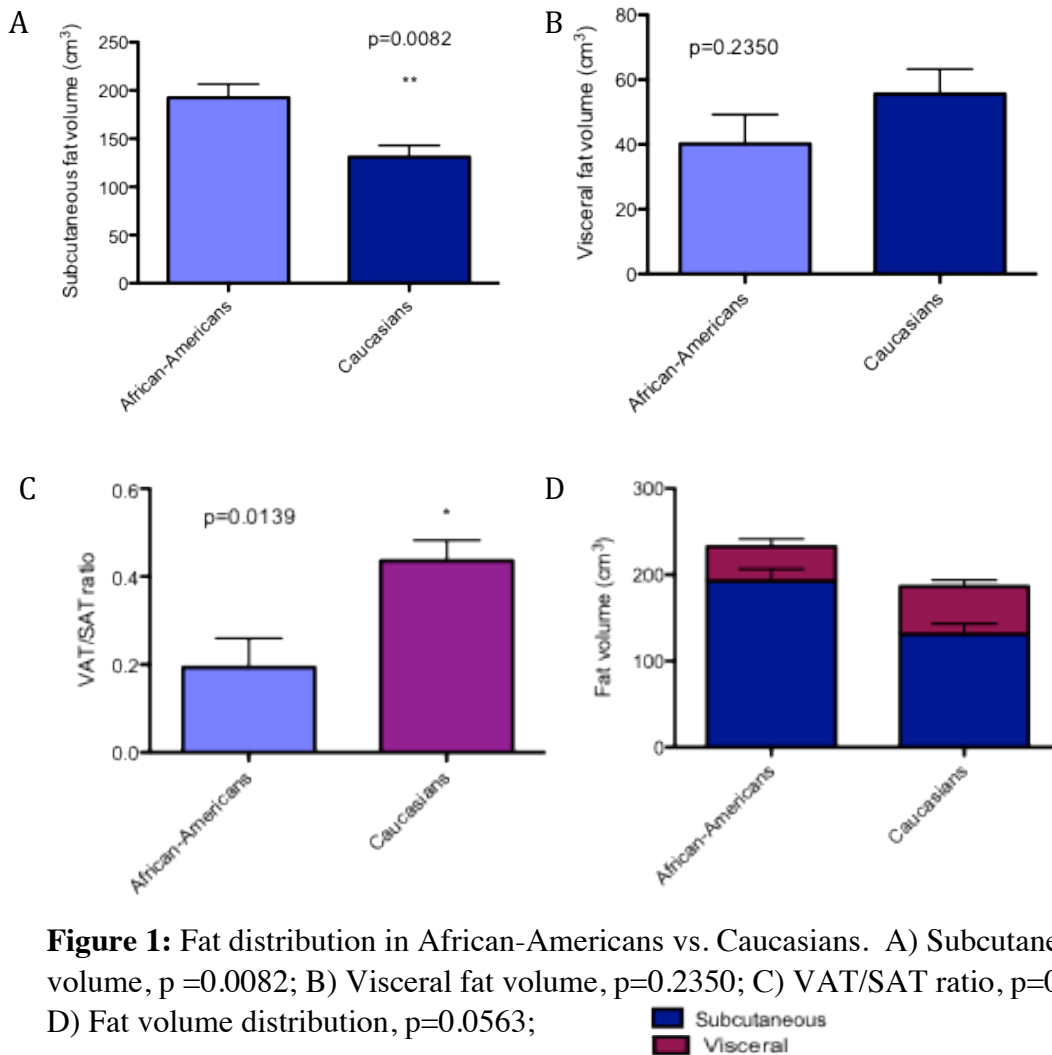 A
Subcutaneous fat volume (cm³)
250
200
150
100
50
0
p=0.0082
**
African-Americans
Caucasians
B
Visceral fat volume (cm³)
80
60
40
20
0
p=0.2350
African-Americans
Caucasians
C
VAT/SAT ratio
0.6
0.4
0.2
0.0
p=0.0139
*
African-Americans
Caucasians
D
Fat volume (cm³)
300
200
100
0
African-Americans
Caucasians
Figure 1: Fat distribution in African-Americans vs. Caucasians. A) Subcutane
volume, p =0.0082; B) Visceral fat volume, p=0.2350; C) VAT/SAT ratio, p=0
D) Fat volume distribution, p=0.0563;
Subcutaneous
Visceral